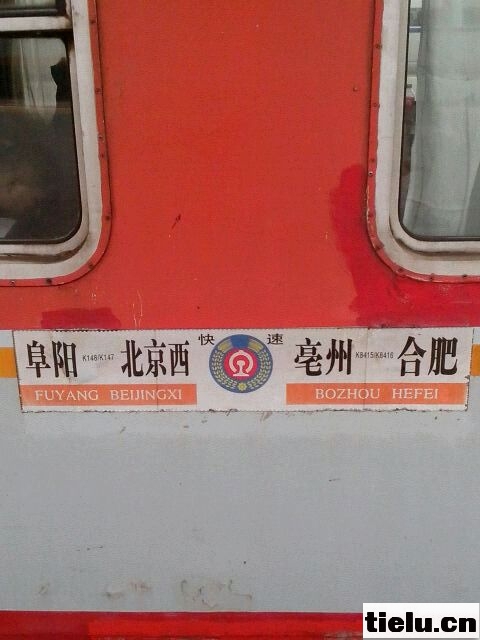 阜阳 K148/K147 北京西 快速 亳州 K8415/K8416 合肥
FUYANG BEIJINGXI BOZHOU HEFEI
tielu.cn